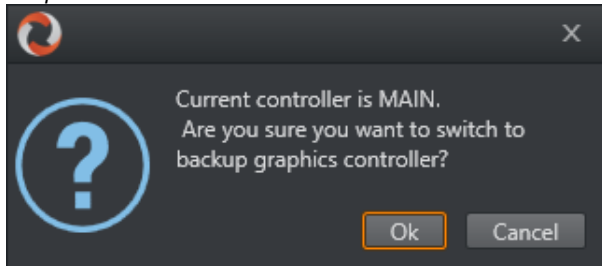 Current controller is MAIN.
Are you sure you want to switch to
backup graphics controller?
Ok
Cancel